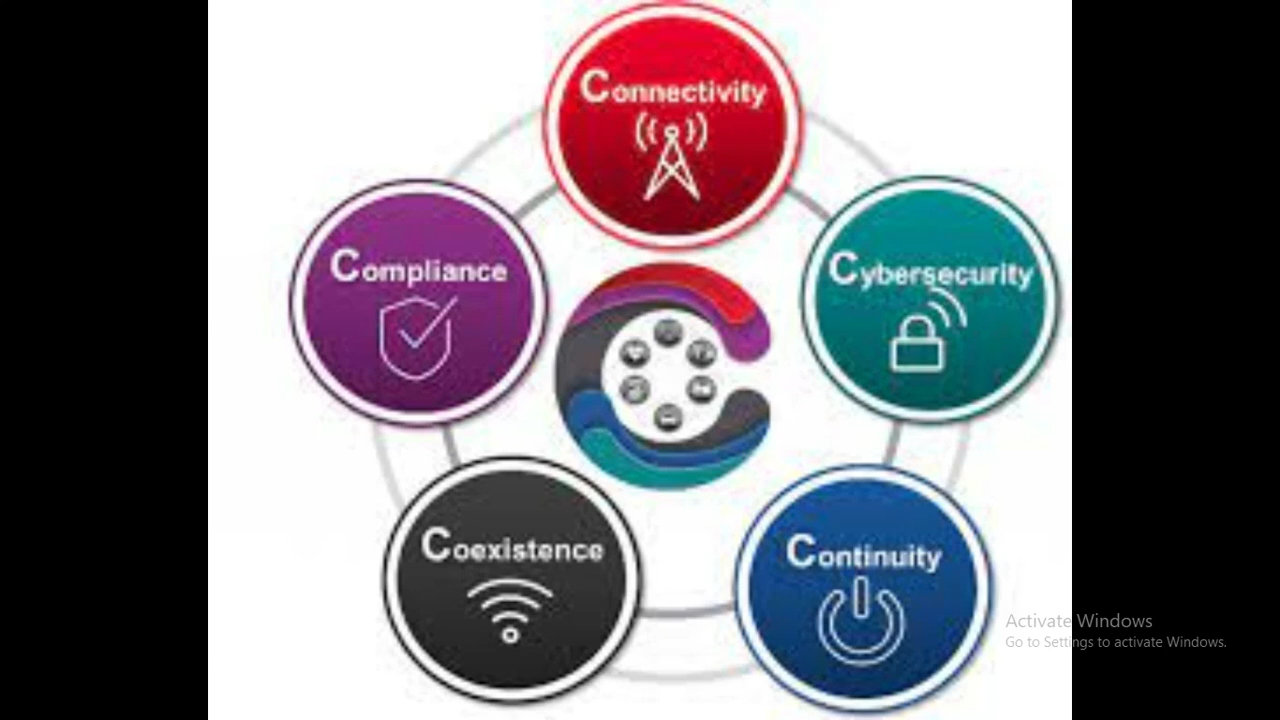 Connectivity
Compliance
Cybersecurity
Coexistence
Continuity
Activate Windows
Go to Settings to activate Windows.